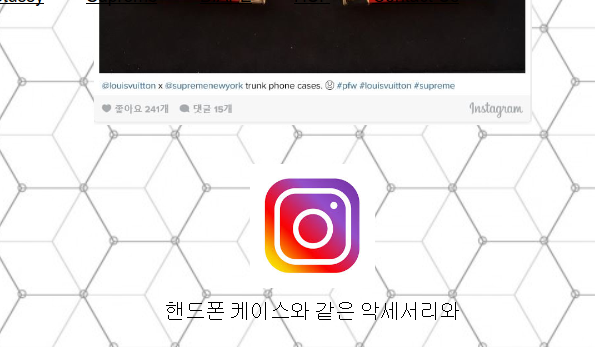 @louisvuitton x @supremenewyork trunk phone cases. #pfw #louisvuitton #supreme
좋아요 241개 댓글 15개 Instagram
핸드폰 케이스와 같은 악세서리와